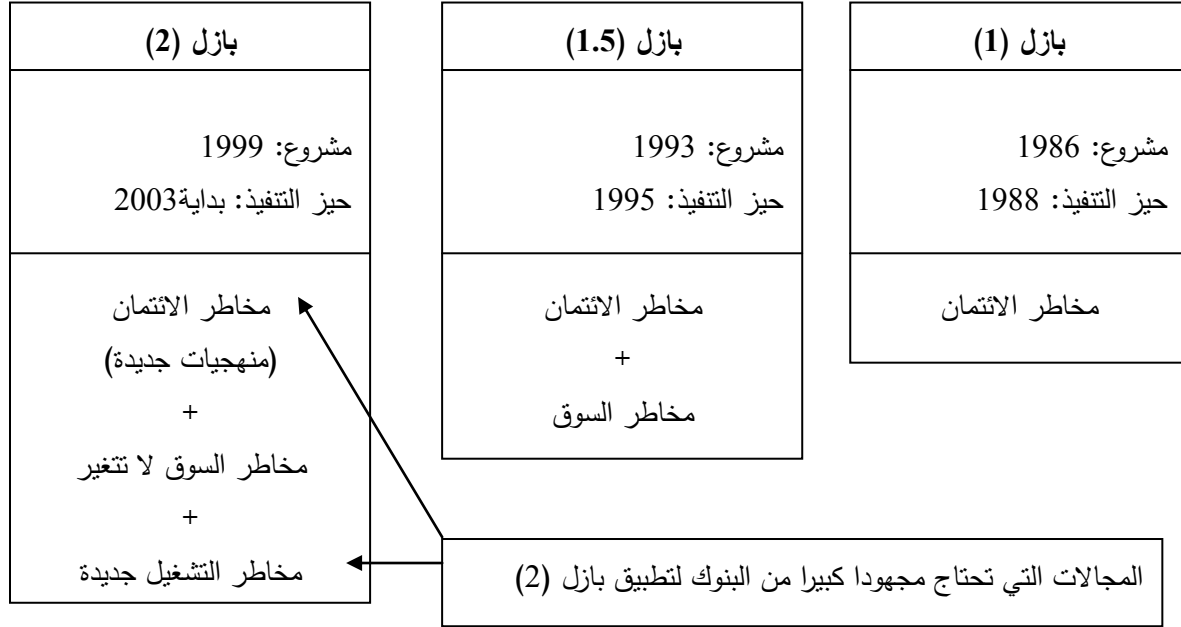 بازل (1)
مشروع: 1986
حيز التنفيذ: 1988
مخاطر الائتمان
بازل (1.5)
مشروع: 1993
حيز التنفيذ: 1995
مخاطر الائتمان
+
مخاطر السوق
بازل (2)
مشروع: 1999
حيز التنفيذ: بداية2003
مخاطر الائتمان
(منهجيات جديدة)
+
مخاطر السوق لا تتغير
+
مخاطر التشغيل جديدة
المجالات التي تحتاج مجهودا كبيرا من البنوك لتطبيق بازل (2)